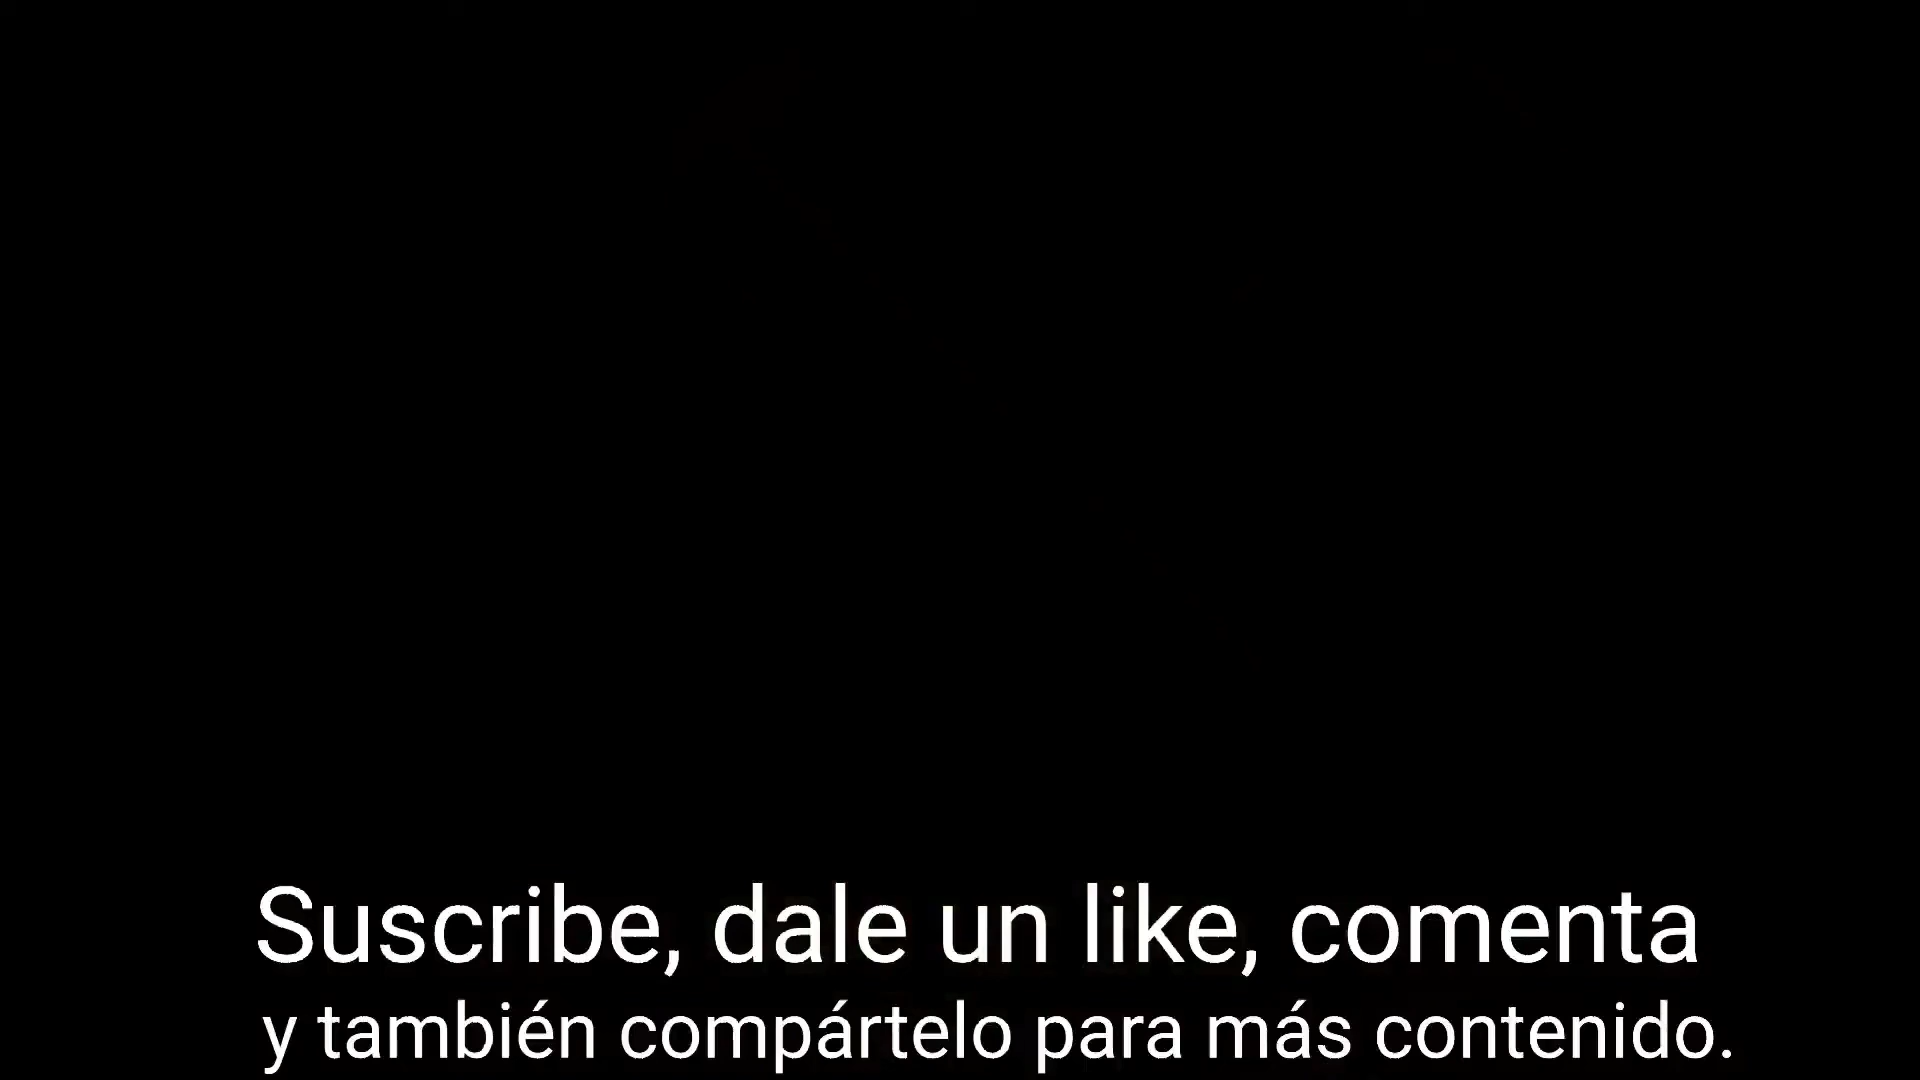 Suscribe, dale un like, comenta
y también compártelo para más contenido.